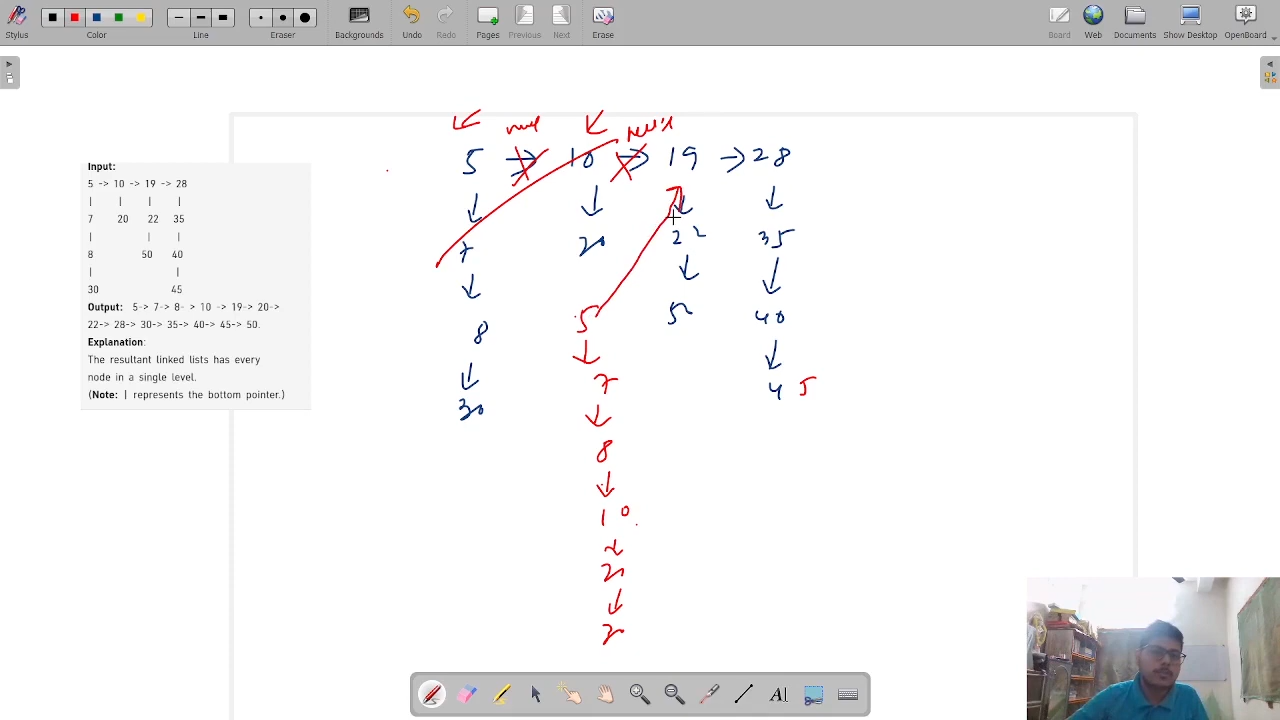 Stylus Color Line Eraser Backgrounds Undo Redo Pages Previous Next Erase Board Web Documents Show Desktop OpenBoard
Input:
5 -> 10 -> 19 -> 28
| | | |
7 20 22 35
| | |
8 50 40
| |
30 45
Output: 5-> 7-> 8- > 10 -> 19-> 20->
22-> 28-> 30-> 35-> 40-> 45-> 50.
Explanation:
The resultant linked lists has every
node in a single level.
(Note: | represents the bottom pointer.)
5 → 10 → 19 → 28
↓ ↓ ↓ ↓
7 20 22 35
↓ ↓ ↓
8 50 40
↓ ↓
30 45
5
↓
7
↓
8
↓
10
↓
20
↓